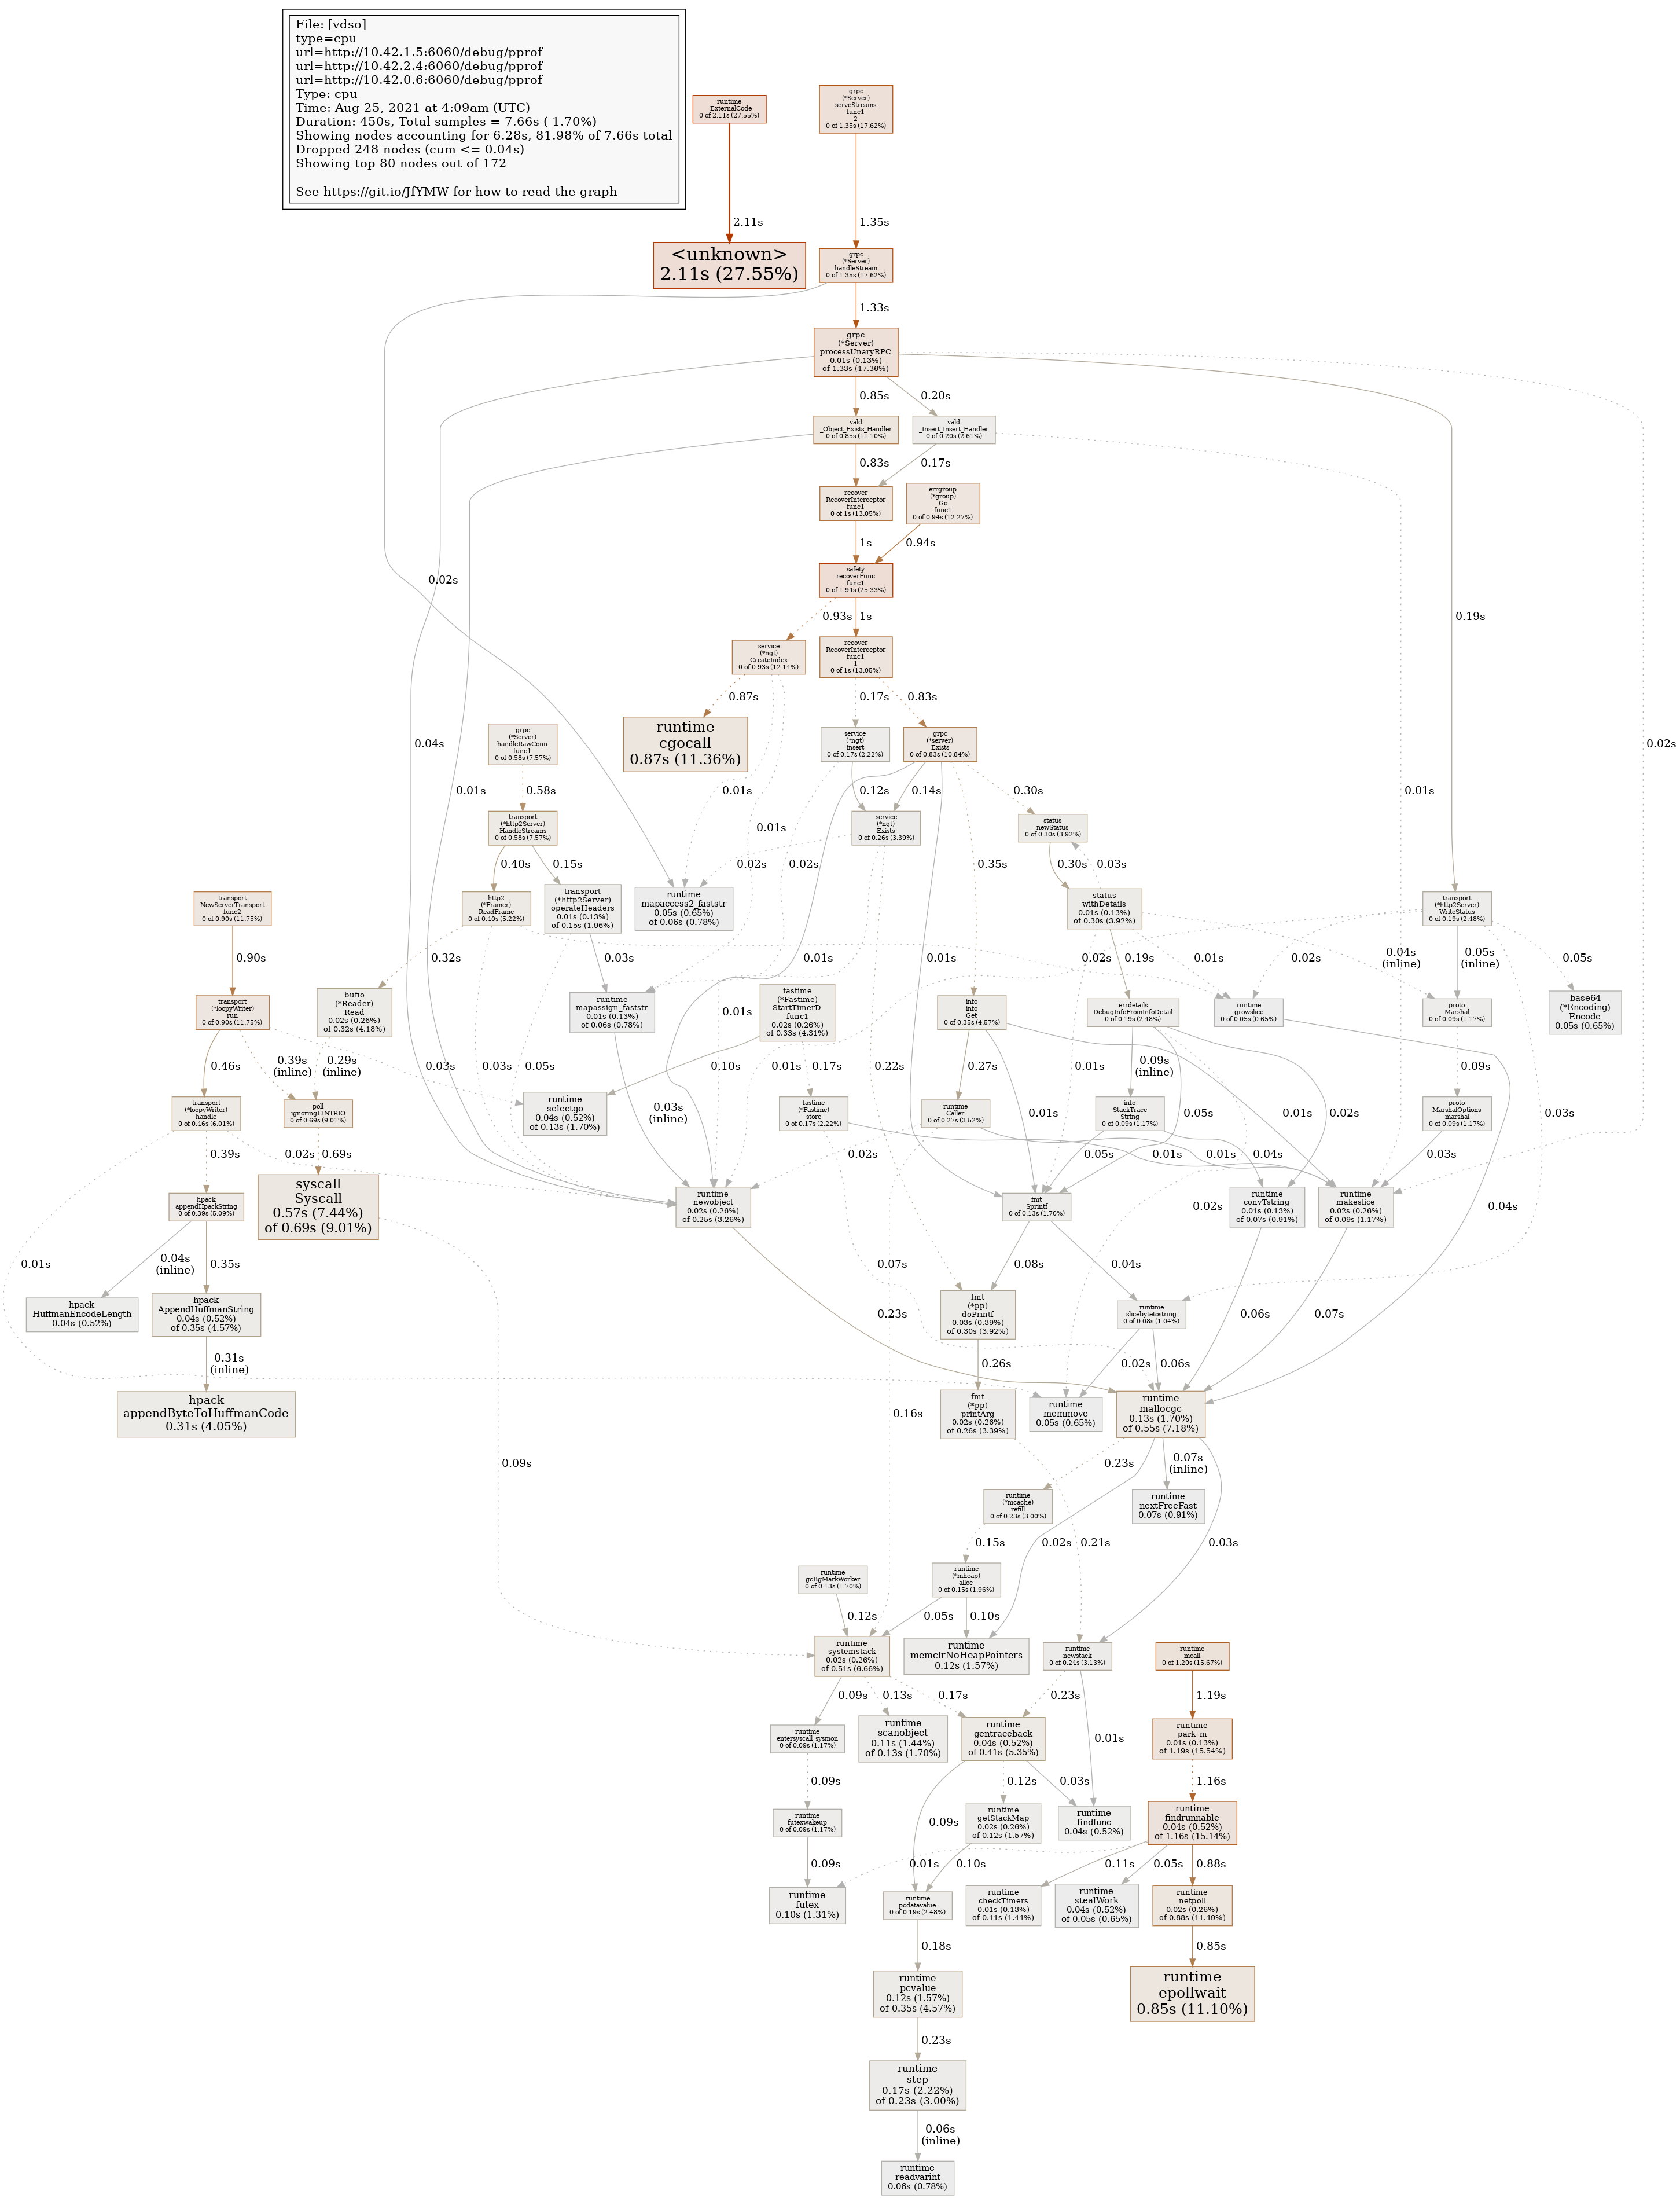 File: [vdso]
type=cpu
url=http://10.42.1.5:6060/debug/pprof
url=http://10.42.2.4:6060/debug/pprof
url=http://10.42.0.6:6060/debug/pprof
Type: cpu
Time: Aug 25, 2021 at 4:09am (UTC)
Duration: 450s, Total samples = 7.66s ( 1.70%)
Showing nodes accounting for 6.28s, 81.98% of 7.66s total
Dropped 248 nodes (cum <= 0.04s)
Showing top 80 nodes out of 172
See https://git.io/JfYMW for how to read the graph
runtime
_ExternalCode
0 of 2.11s (27.55%)
grpc
(*Server)
serveStreams
func1
2
0 of 1.35s (17.62%)
2.11s
1.35s
<unknown>
2.11s (27.55%)
grpc
(*Server)
handleStream
0 of 1.35s (17.62%)
1.33s
grpc
(*Server)
processUnaryRPC
0.01s (0.13%)
of 1.33s (17.36%)
0.85s
0.20s
vald
_Object_Exists_Handler
0 of 0.85s (11.10%)
vald
_Insert_Insert_Handler
0 of 0.20s (2.61%)
0.83s
0.17s
recover
RecoverInterceptor
func1
0 of 1s (13.05%)
errgroup
(*group)
Go
func1
0 of 0.94s (12.27%)
1s
0.94s
0.02s
safety
recoverFunc
func1
0 of 1.94s (25.33%)
0.19s
0.93s
1s
service
(*ngt)
CreateIndex
0 of 0.93s (12.14%)
recover
RecoverInterceptor
func1
1
0 of 1s (13.05%)
0.87s
0.17s
0.83s
runtime
cgocall
0.87s (11.36%)
grpc
(*Server)
handleRawConn
func1
0 of 0.58s (7.57%)
service
(*ngt)
insert
0 of 0.17s (2.22%)
grpc
(*server)
Exists
0 of 0.83s (10.84%)
0.04s
0.02s
0.58s
0.01s
0.01s
0.12s
0.14s
0.30s
0.01s
0.01s
transport
(*http2Server)
HandleStreams
0 of 0.58s (7.57%)
service
(*ngt)
Exists
0 of 0.26s (3.39%)
status
newStatus
0 of 0.30s (3.92%)
0.40s
0.15s
0.02s
0.02s
0.35s
0.30s
0.03s
transport
NewServerTransport
func2
0 of 0.90s (11.75%)
http2
(*Framer)
ReadFrame
0 of 0.40s (5.22%)
transport
(*http2Server)
operateHeaders
0.01s (0.13%)
of 0.15s (1.96%)
runtime
mapaccess2_faststr
0.05s (0.65%)
of 0.06s (0.78%)
status
withDetails
0.01s (0.13%)
of 0.30s (3.92%)
transport
(*http2Server)
WriteStatus
0 of 0.19s (2.48%)
0.90s
0.32s
0.03s
0.01s
0.01s
0.02s
0.01s
0.19s
0.02s
0.04s
(inline)
0.05s
(inline)
0.05s
transport
(*loopyWriter)
run
0 of 0.90s (11.75%)
bufio
(*Reader)
Read
0.02s (0.26%)
of 0.32s (4.18%)
runtime
mapassign_faststr
0.01s (0.13%)
of 0.06s (0.78%)
fastime
(*Fastime)
StartTimerD
func1
0.02s (0.26%)
of 0.33s (4.31%)
info
info
Get
0 of 0.35s (4.57%)
errdetails
DebugInfoFromInfoDetail
0 of 0.19s (2.48%)
runtime
growslice
0 of 0.05s (0.65%)
proto
Marshal
0 of 0.09s (1.17%)
base64
(*Encoding)
Encode
0.05s (0.65%)
0.46s
0.39s
(inline)
0.29s
(inline)
0.03s
0.03s
0.05s
0.10s
0.01s
0.17s
0.22s
0.27s
0.01s
0.01s
0.09s
(inline)
0.05s
0.01s
0.02s
0.09s
0.03s
transport
(*loopyWriter)
handle
0 of 0.46s (6.01%)
poll
ignoringEINTRIO
0 of 0.69s (9.01%)
runtime
selectgo
0.04s (0.52%)
of 0.13s (1.70%)
0.03s
(inline)
fastime
(*Fastime)
store
0 of 0.17s (2.22%)
runtime
Caller
0 of 0.27s (3.52%)
info
StackTrace
String
0 of 0.09s (1.17%)
proto
MarshalOptions
marshal
0 of 0.09s (1.17%)
0.39s
0.02s
0.69s
0.02s
0.05s
0.01s
0.01s
0.04s
0.03s
hpack
appendHpackString
0 of 0.39s (5.09%)
syscall
Syscall
0.57s (7.44%)
of 0.69s (9.01%)
runtime
newobject
0.02s (0.26%)
of 0.25s (3.26%)
fmt
Sprintf
0 of 0.13s (1.70%)
0.02s
runtime
convTstring
0.01s (0.13%)
of 0.07s (0.91%)
runtime
makeslice
0.02s (0.26%)
of 0.09s (1.17%)
0.04s
0.01s
0.04s
(inline)
0.35s
0.07s
0.08s
0.04s
hpack
HuffmanEncodeLength
0.04s (0.52%)
hpack
AppendHuffmanString
0.04s (0.52%)
of 0.35s (4.57%)
0.23s
fmt
(*pp)
doPrintf
0.03s (0.39%)
of 0.30s (3.92%)
runtime
slicebytetostring
0 of 0.08s (1.04%)
0.06s
0.07s
0.31s
(inline)
0.26s
0.02s
0.06s
hpack
appendByteToHuffmanCode
0.31s (4.05%)
0.16s
fmt
(*pp)
printArg
0.02s (0.26%)
of 0.26s (3.39%)
runtime
memmove
0.05s (0.65%)
runtime
mallocgc
0.13s (1.70%)
of 0.55s (7.18%)
0.09s
0.23s
0.07s
(inline)
runtime
(*mcache)
refill
0 of 0.23s (3.00%)
runtime
nextFreeFast
0.07s (0.91%)
0.15s
0.02s
0.21s
0.03s
runtime
gcBgMarkWorker
0 of 0.13s (1.70%)
runtime
(*mheap)
alloc
0 of 0.15s (1.96%)
0.12s
0.05s
0.10s
runtime
systemstack
0.02s (0.26%)
of 0.51s (6.66%)
runtime
memclrNoHeapPointers
0.12s (1.57%)
runtime
newstack
0 of 0.24s (3.13%)
runtime
mcall
0 of 1.20s (15.67%)
0.09s
0.13s
0.17s
0.23s
1.19s
runtime
entersyscall_sysmon
0 of 0.09s (1.17%)
runtime
scanobject
0.11s (1.44%)
of 0.13s (1.70%)
runtime
gentraceback
0.04s (0.52%)
of 0.41s (5.35%)
0.01s
runtime
park_m
0.01s (0.13%)
of 1.19s (15.54%)
0.09s
0.12s
0.03s
1.16s
runtime
futexwakeup
0 of 0.09s (1.17%)
0.09s
runtime
getStackMap
0.02s (0.26%)
of 0.12s (1.57%)
runtime
findfunc
0.04s (0.52%)
runtime
findrunnable
0.04s (0.52%)
of 1.16s (15.14%)
0.09s
0.01s
0.10s
0.11s
0.05s
0.88s
runtime
futex
0.10s (1.31%)
runtime
pcdatavalue
0 of 0.19s (2.48%)
runtime
checkTimers
0.01s (0.13%)
of 0.11s (1.44%)
runtime
stealWork
0.04s (0.52%)
of 0.05s (0.65%)
runtime
netpoll
0.02s (0.26%)
of 0.88s (11.49%)
0.18s
0.85s
runtime
pcvalue
0.12s (1.57%)
of 0.35s (4.57%)
runtime
epollwait
0.85s (11.10%)
0.23s
runtime
step
0.17s (2.22%)
of 0.23s (3.00%)
0.06s
(inline)
runtime
readvarint
0.06s (0.78%)